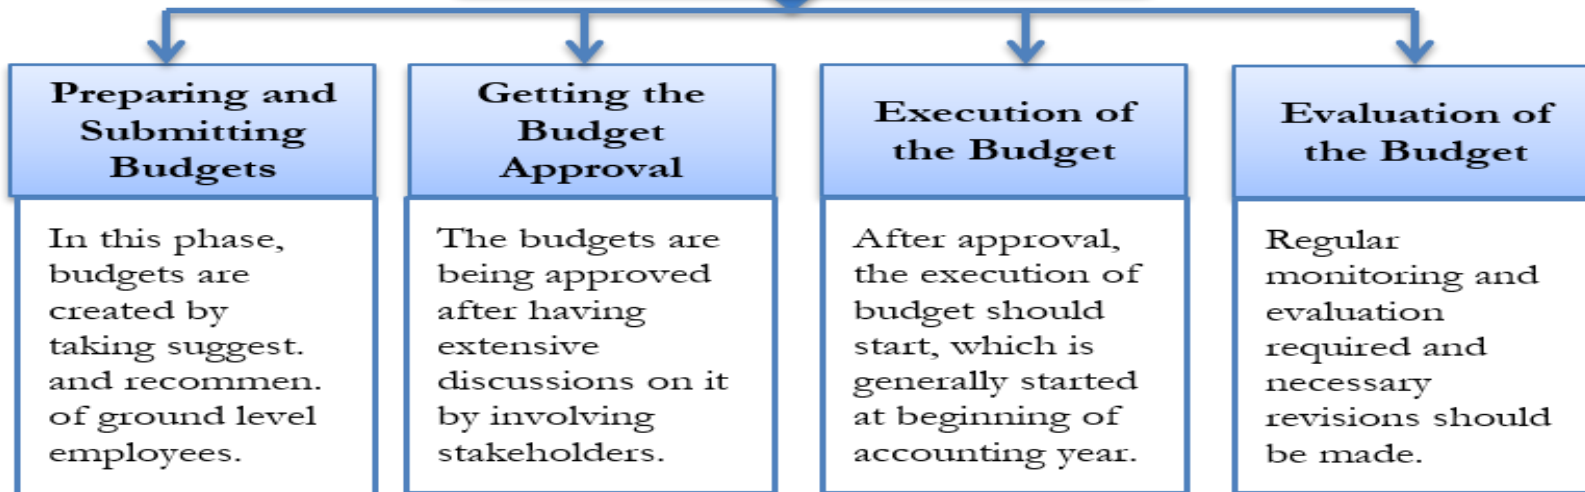 Preparing and
Submitting
Budgets
In this phase,
budgets are
created by
taking suggest.
and recommen.
of ground level
employees.
Getting the
Budget
Approval
The budgets are
being approved
after having
extensive
discussions on it
by involving
stakeholders.
Execution of
the Budget
After approval,
the execution of
budget should
start, which is
generally started
at beginning of
accounting year.
Evaluation of
the Budget
Regular
monitoring and
evaluation
required and
necessary
revisions should
be made.